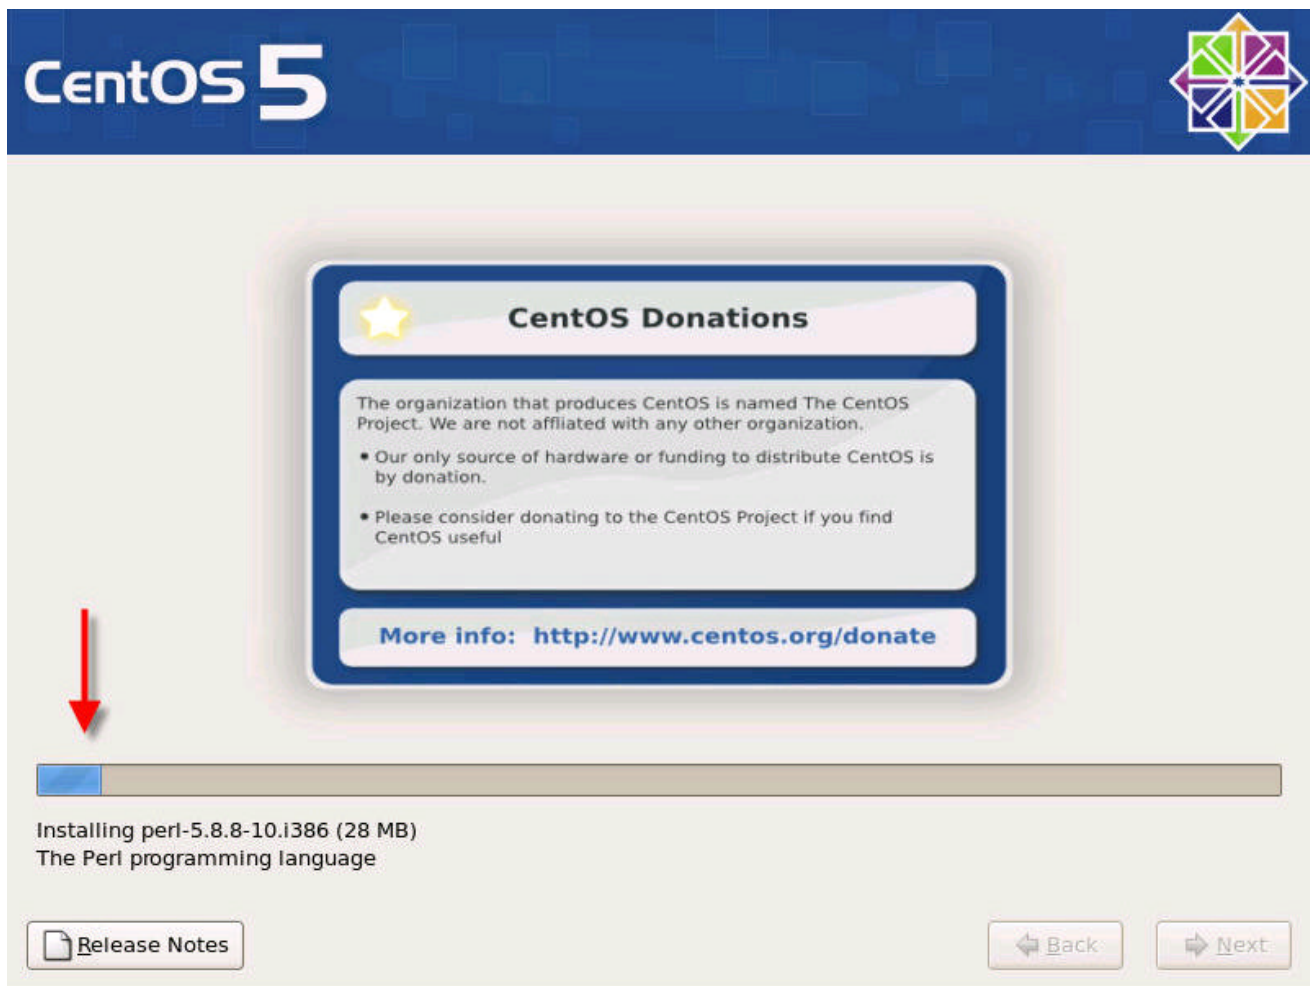 CentOS 5
CentOS Donations
The organization that produces CentOS is named The CentOS
Project. We are not affliated with any other organization.
• Our only source of hardware or funding to distribute CentOS is
by donation.
• Please consider donating to the CentOS Project if you find
CentOS useful
More info: http://www.centos.org/donate
Installing perl-5.8.8-10.i386 (28 MB)
The Perl programming language
Release Notes
Back
Next